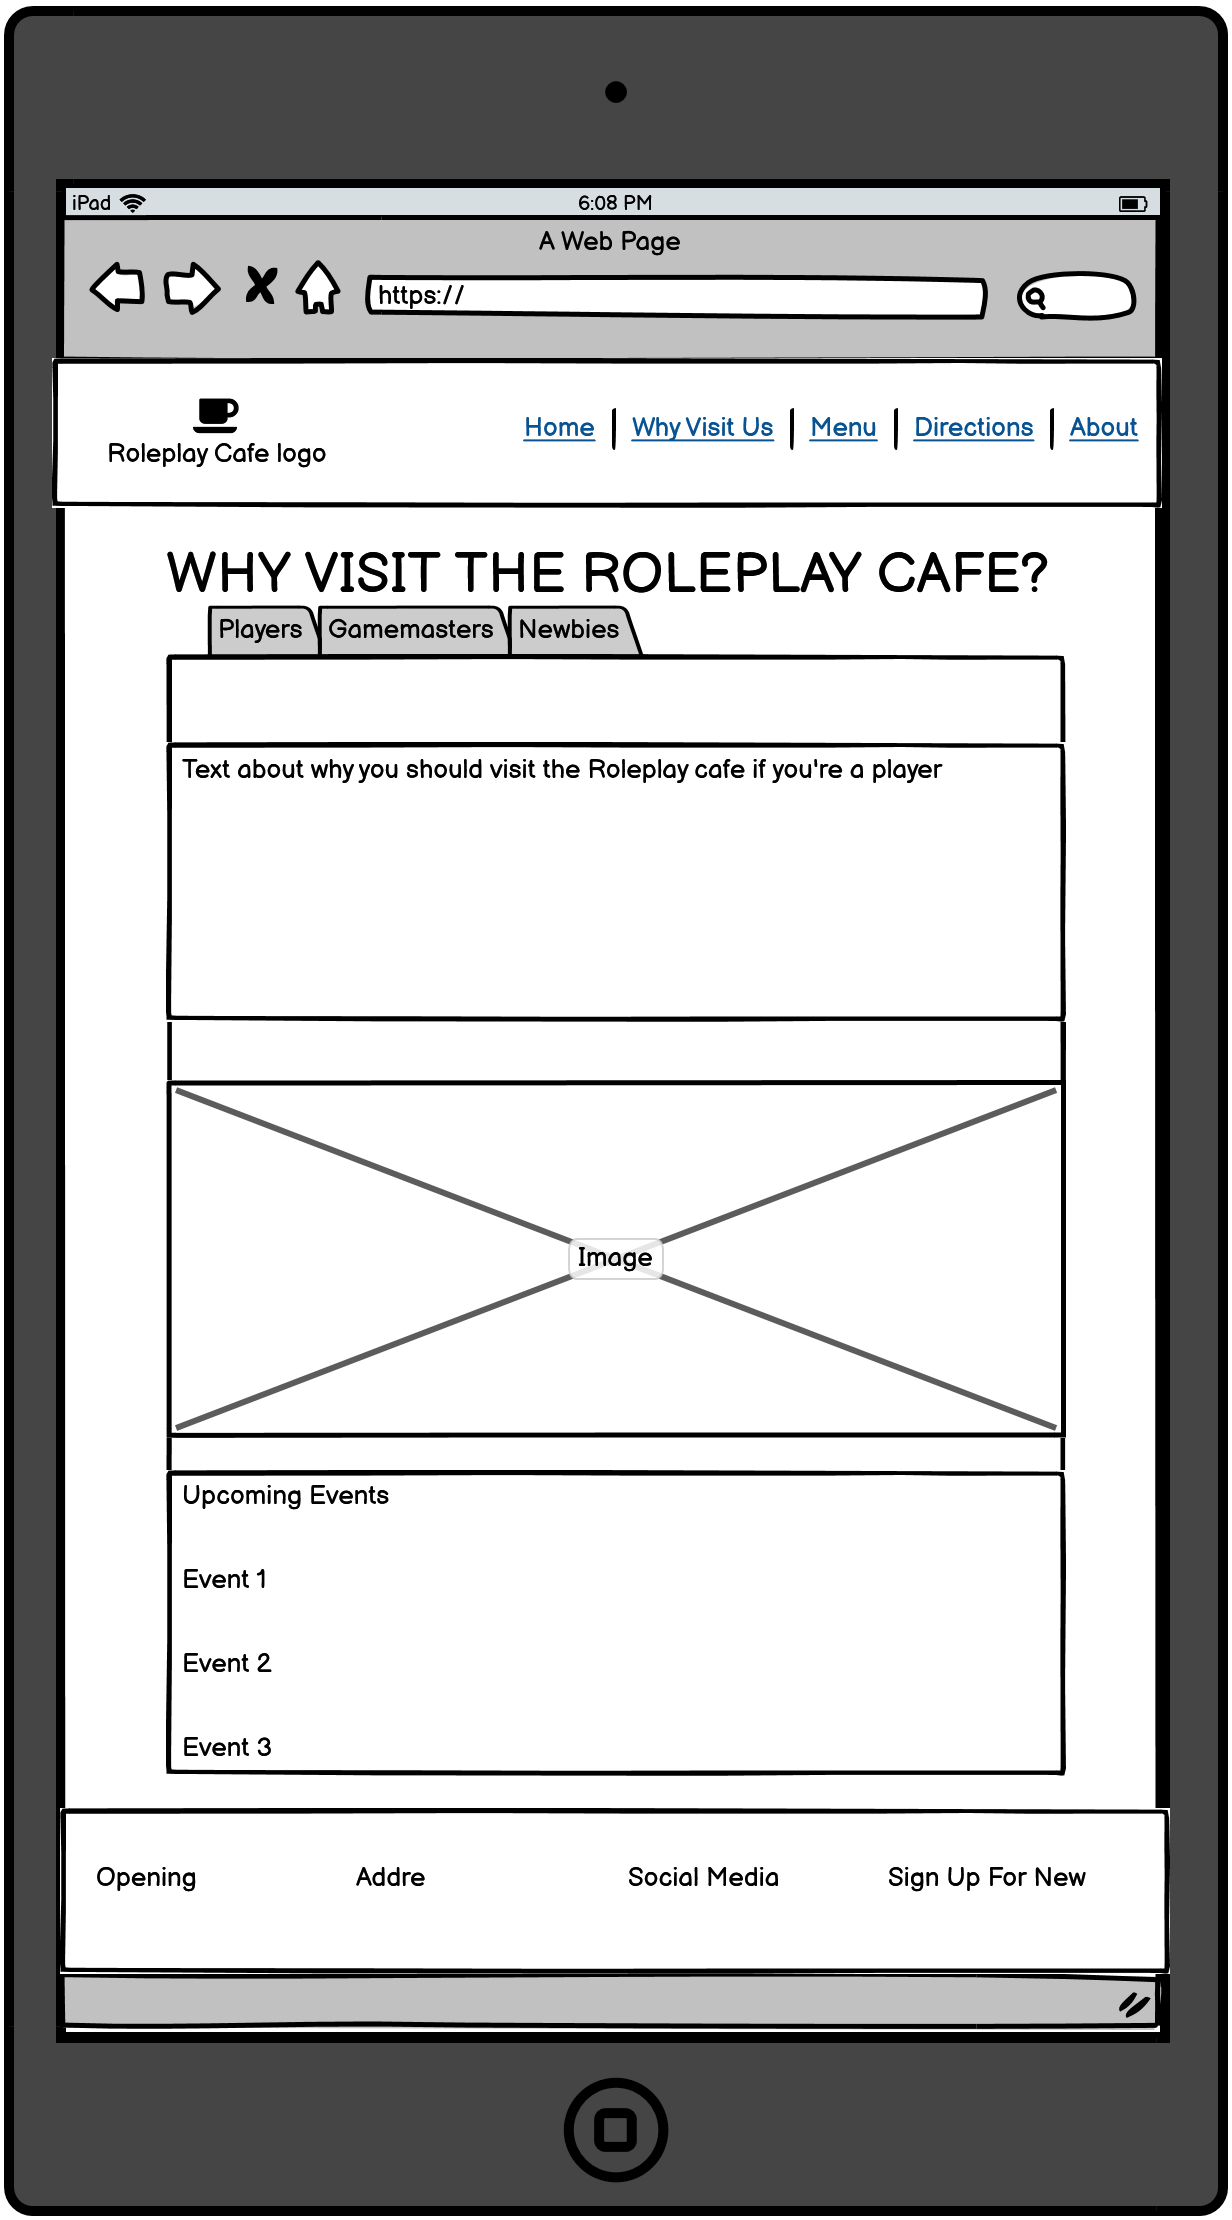 iPad 6:08 PM
A Web Page
https://
Home Why Visit Us Menu Directions About
Roleplay Cafe logo
WHY VISIT THE ROLEPLAY CAFE?
Players Gamemasters Newbies
Text about why you should visit the Roleplay cafe if you're a player
Image
Upcoming Events
Event 1
Event 2
Event 3
Opening Addre Social Media Sign Up For New